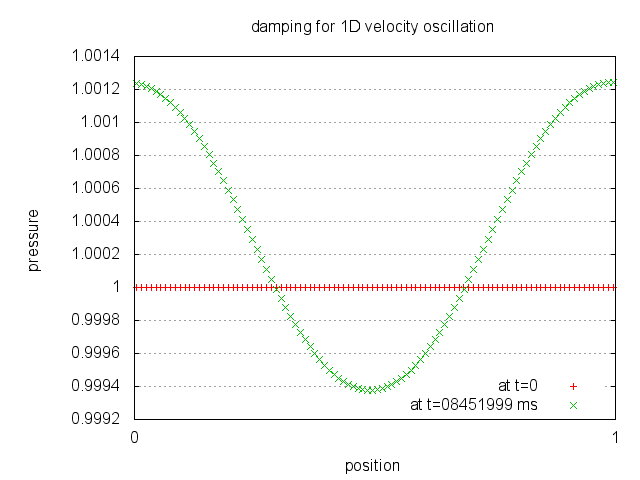 damping for 1D velocity oscillation
1.0014
1.0012
1.001
1.0008
1.0006
1.0004
1.0002
1
0.9998
0.9996
0.9994
0.9992
pressure
at t=0
at t=08451999 ms
0 1
position